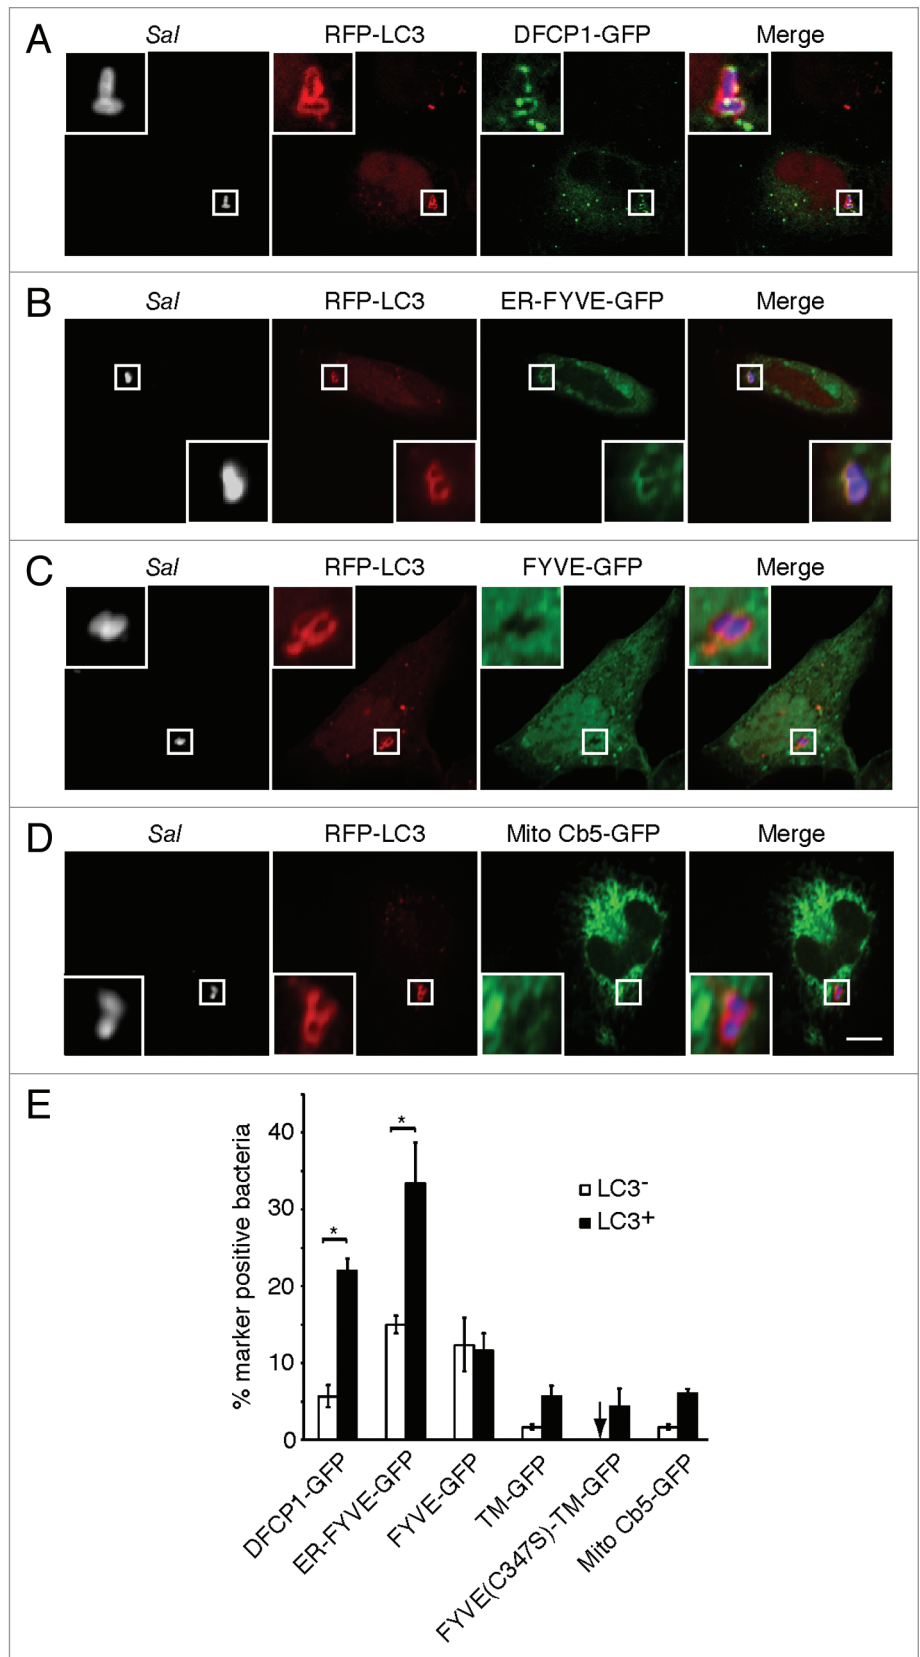 A
Sal RFP-LC3 DFCP1-GFP Merge
B
Sal RFP-LC3 ER-FYVE-GFP Merge
C
Sal RFP-LC3 FYVE-GFP Merge
D
Sal RFP-LC3 Mito Cb5-GFP Merge
E
% marker positive bacteria
40
30
20
10
0
*
*
LC3-
LC3+
DFCP1-GFP
ER-FYVE-GFP
FYVE-GFP
TM-GFP
FYVE(C347S)-TM-GFP
Mito Cb5-GFP